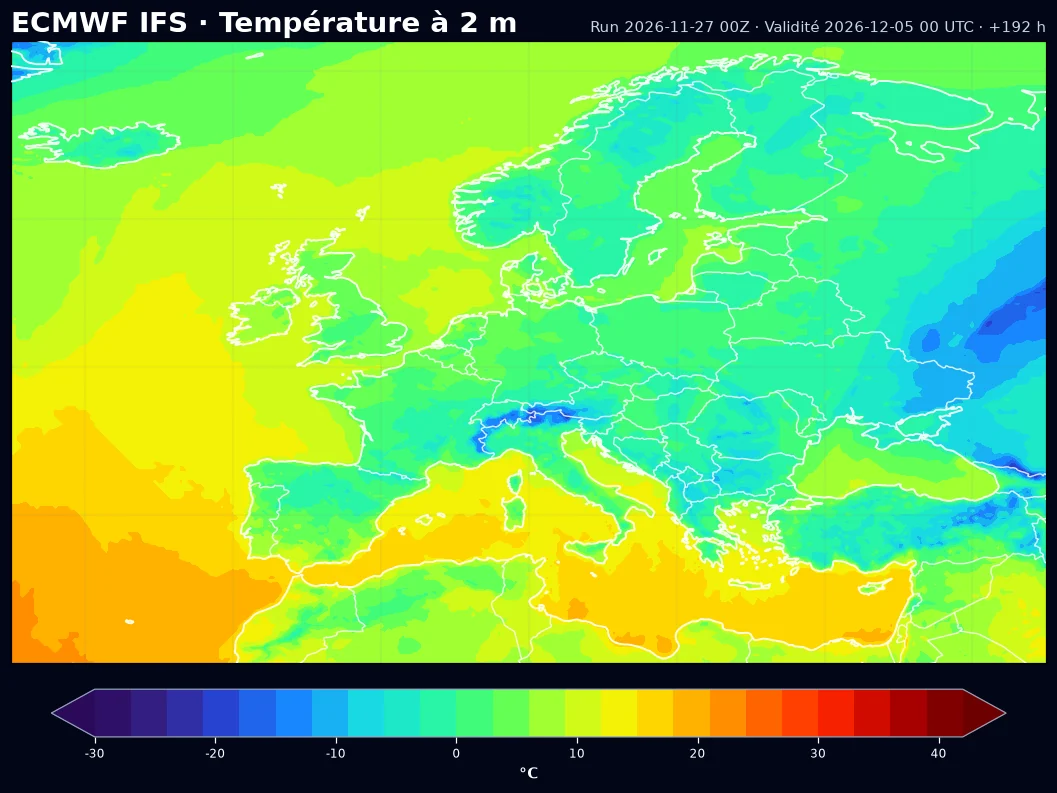 ECMWF IFS · Température à 2 m
Run 2026-11-27 00Z · Validité 2026-12-05 00 UTC · +192 h
-30 -20 -10 0 10 20 30 40
°C